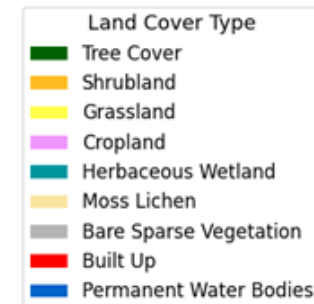 Land Cover Type
Tree Cover
Shrubland
Grassland
Cropland
Herbaceous Wetland
Moss Lichen
Bare Sparse Vegetation
Built Up
Permanent Water Bodies